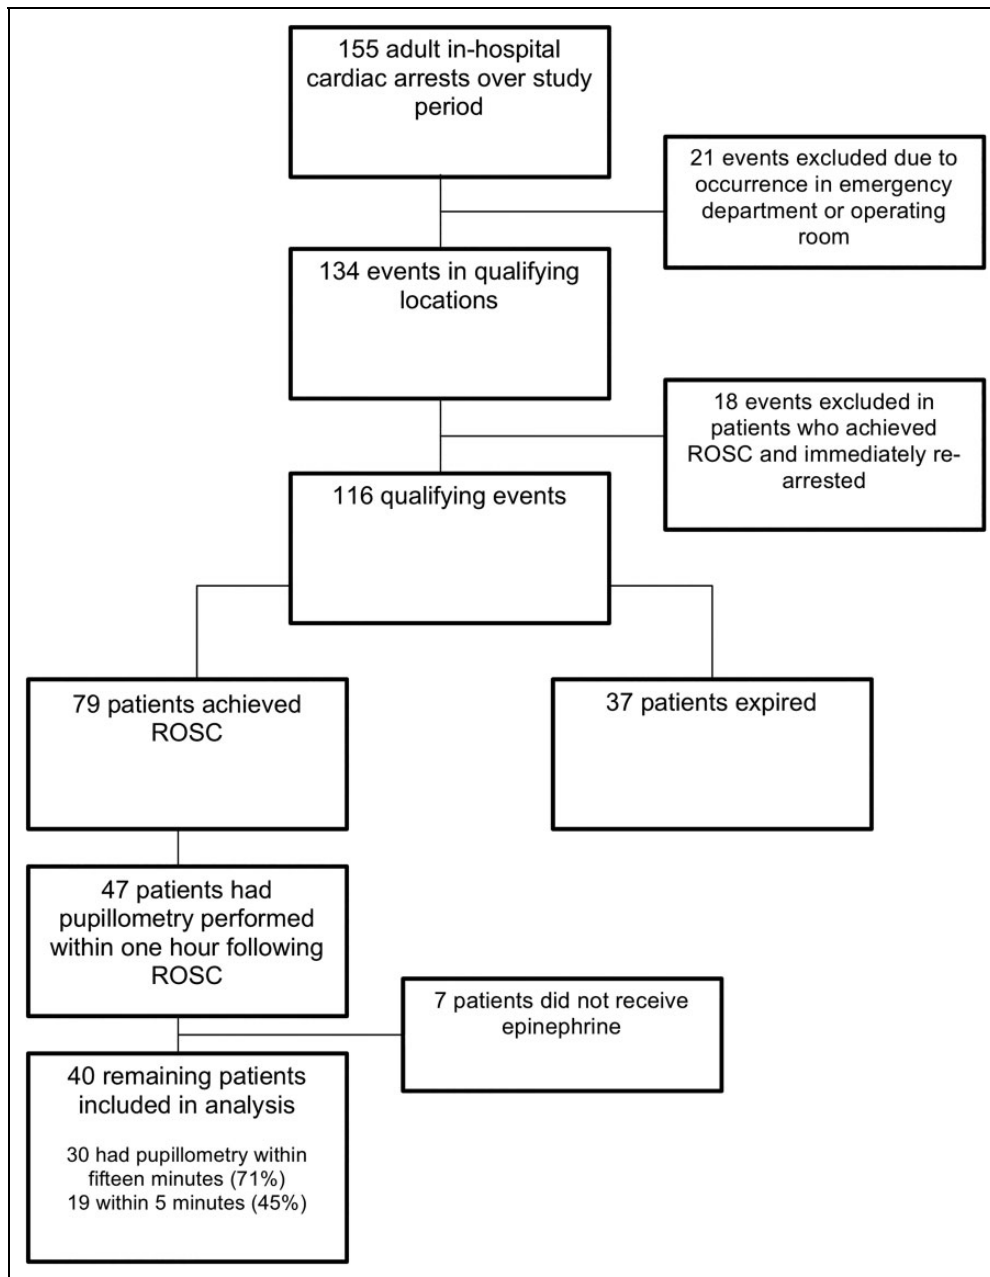 155 adult in-hospital
cardiac arrests over study
period
21 events excluded due to
occurrence in emergency
department or operating
room
134 events in qualifying
locations
18 events excluded in
patients who achieved
ROSC and immediately re-
arrested
116 qualifying events
79 patients achieved
ROSC
37 patients expired
47 patients had
pupillometry performed
within one hour following
ROSC
7 patients did not receive
epinephrine
40 remaining patients
included in analysis
30 had pupillometry within
fifteen minutes (71%)
19 within 5 minutes (45%)